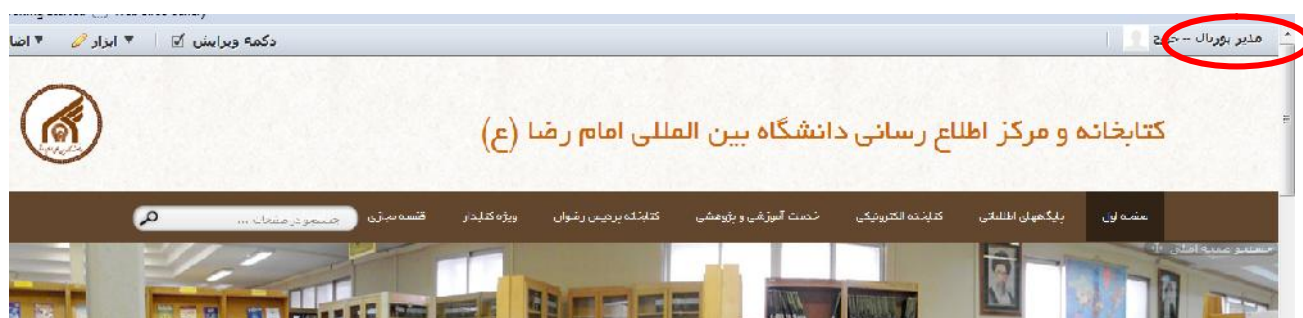 مدیر پورتال -- خروج
دکمه ویرایش
ابزار
اضا
کتابخانه و مرکز اطلاع رسانی دانشگاه بین المللی امام رضا (ع)
صفحه اول
پایگاههای اطلاعاتی
کتابخانه الکترونیکی
خدمات آموزشی و پژوهشی
کتابخانه پردیس رضوان
ویژه کتابدار
قفسه مجازی
جستجو در صفحات ...